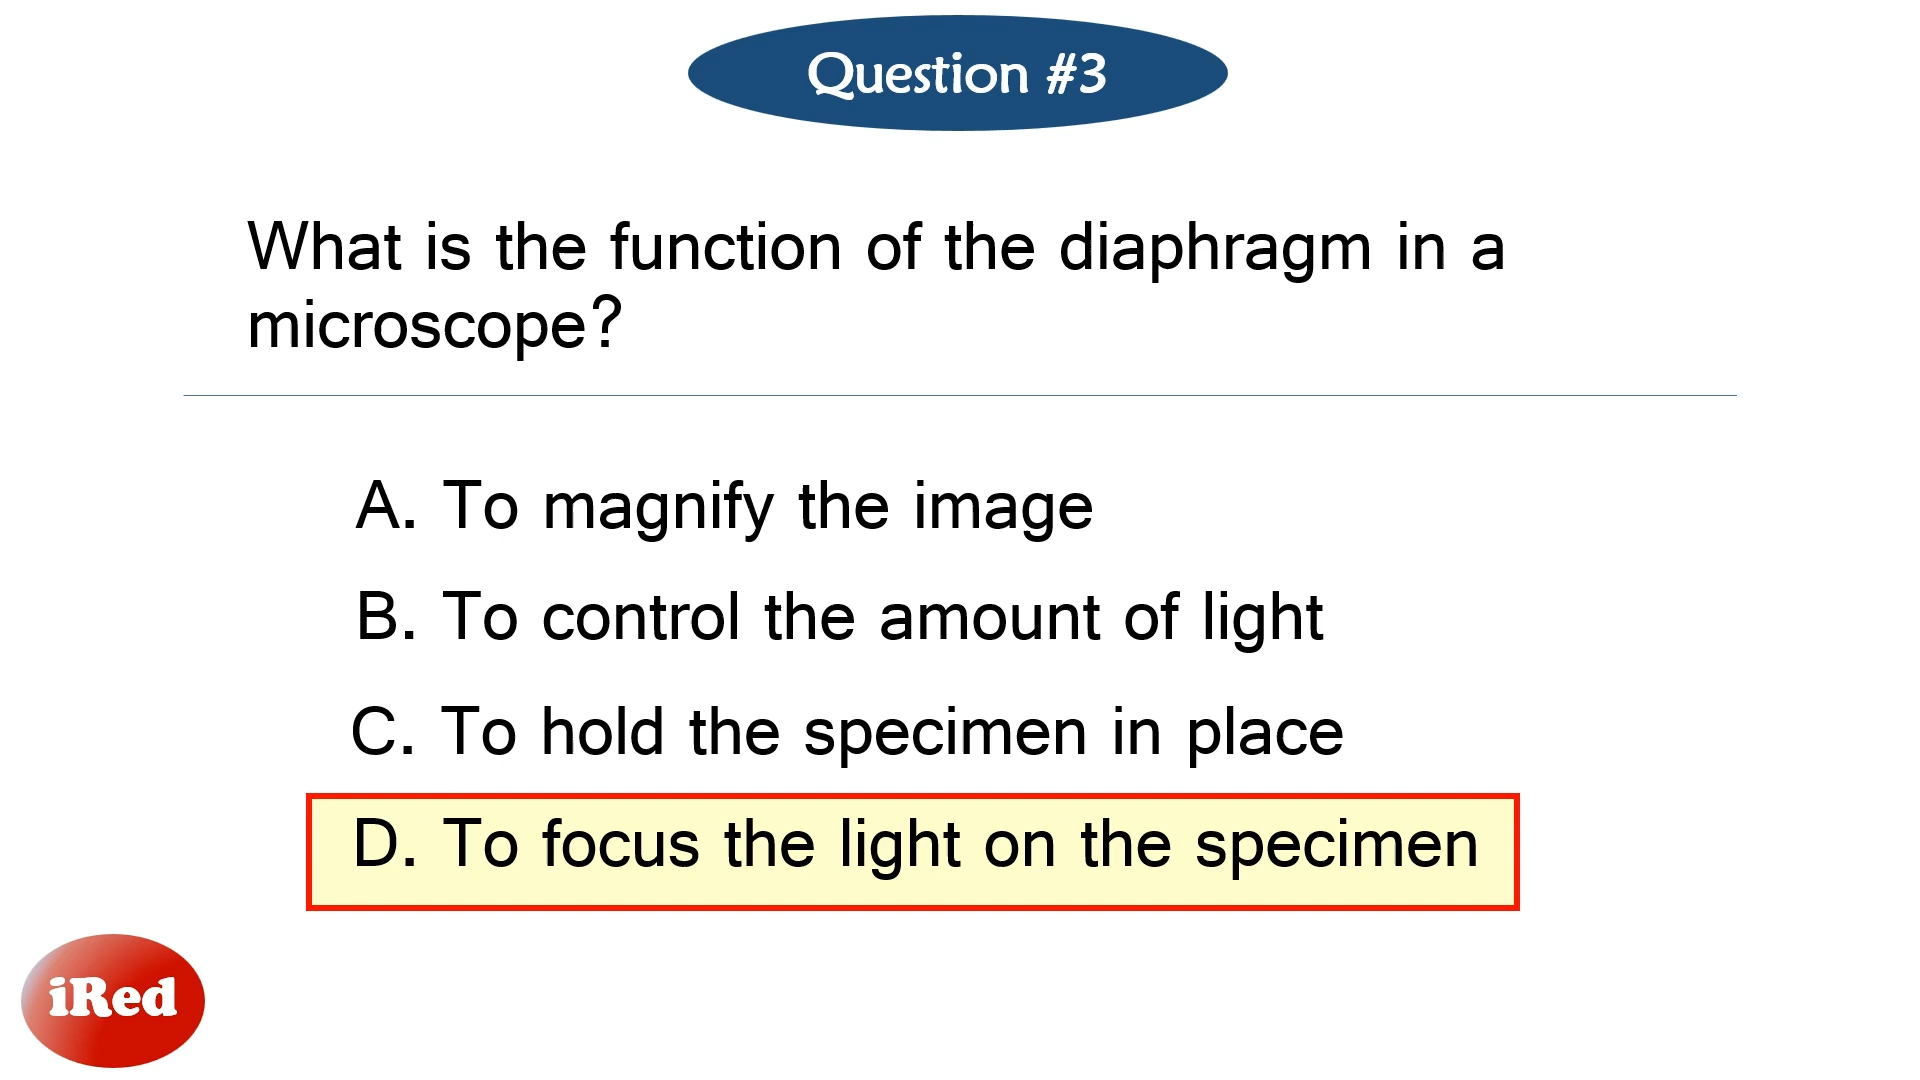 Question #3
What is the function of the diaphragm in a
microscope?
A. To magnify the image
B. To control the amount of light
C. To hold the specimen in place
D. To focus the light on the specimen
iRed